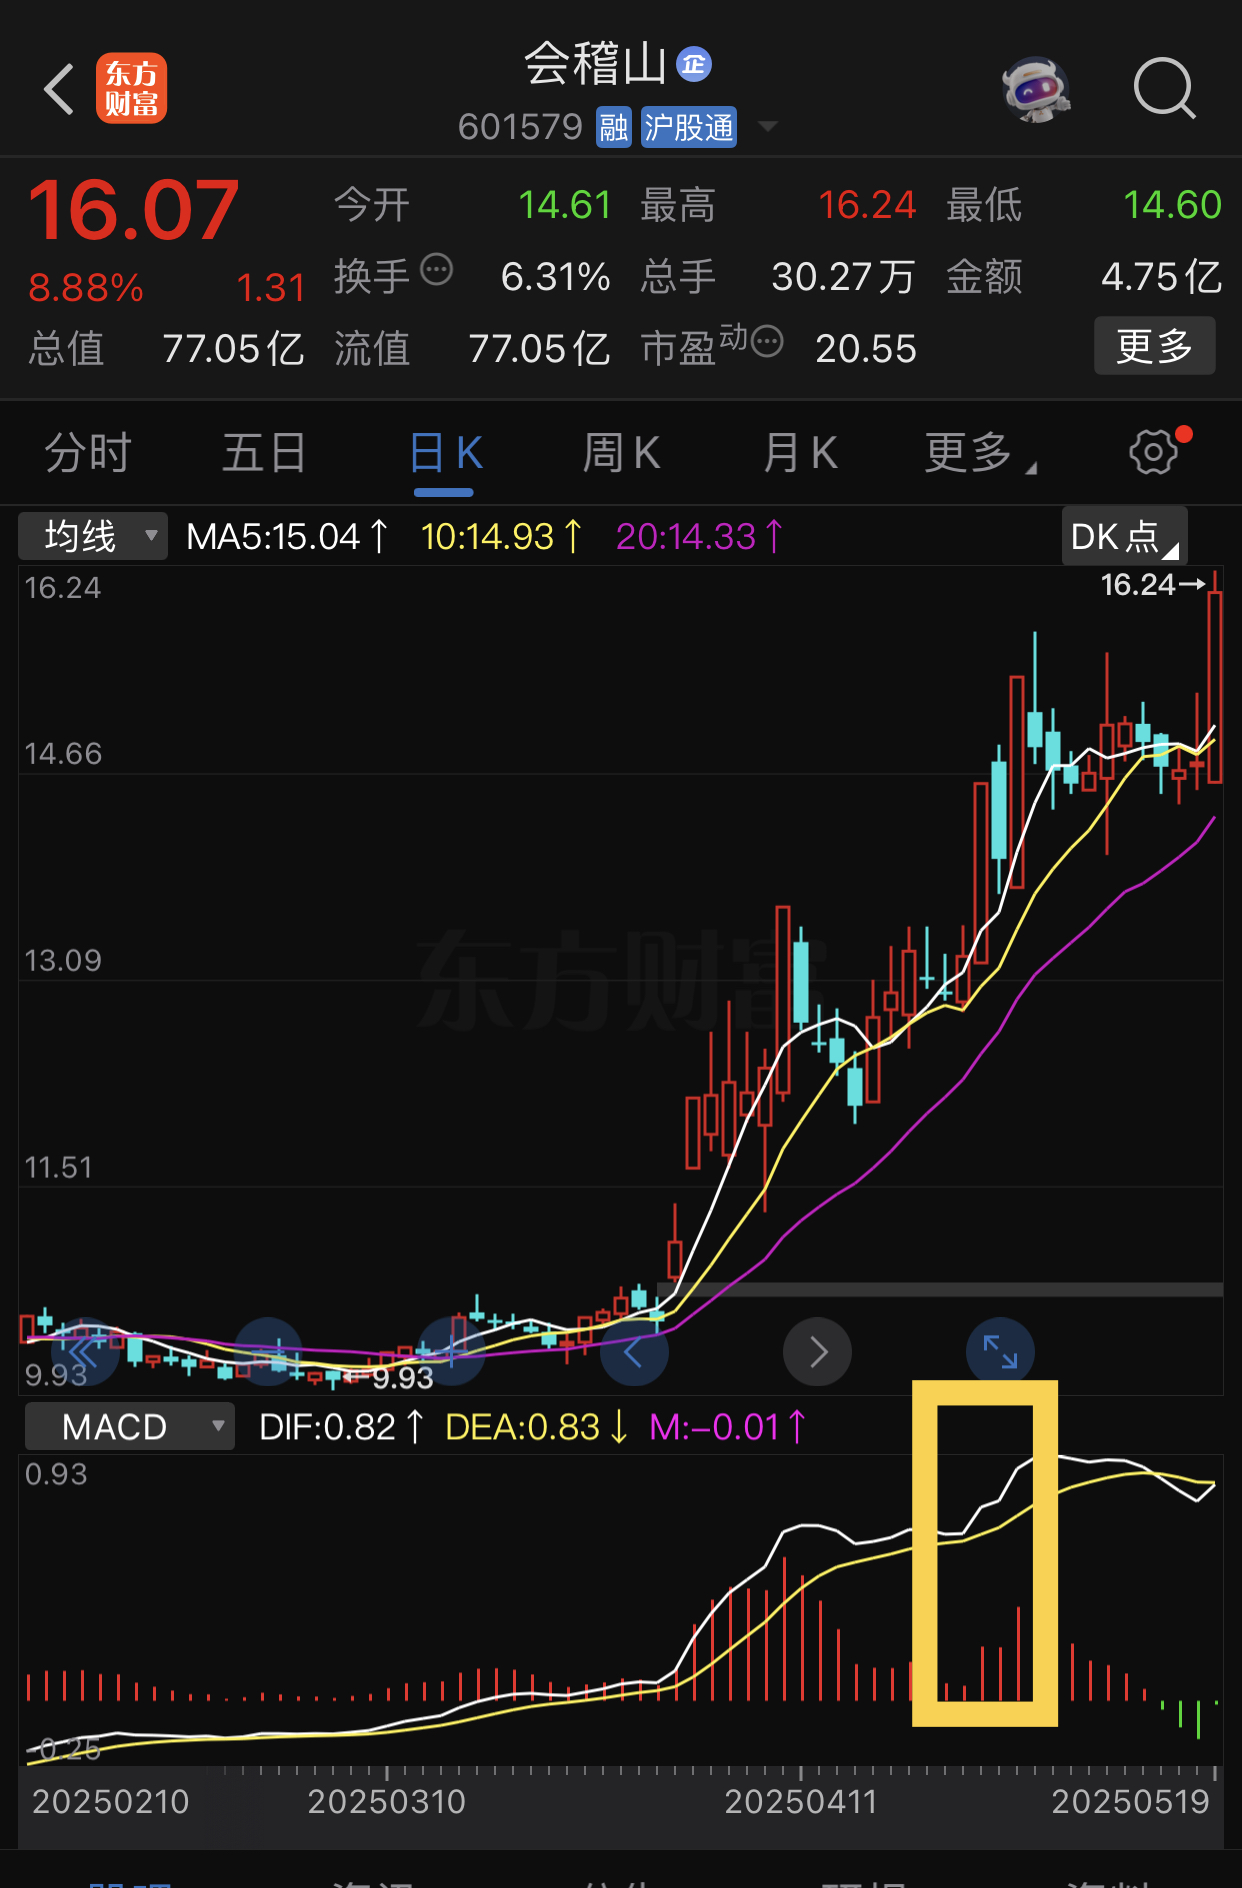 会稽山 企
东方
财富
601579 融 沪股通
16.07 今开 14.61 最高 16.24 最低 14.60
8.88% 1.31 换手 6.31% 总手 30.27万 金额 4.75亿
总值 77.05亿 流值 77.05亿 市盈动 20.55 更多
分时 五日 日K 周K 月K 更多
均线 MA5:15.04↑ 10:14.93↑ 20:14.33↑ DK点
16.24 16.24→
14.66
东方财富
13.09
11.51
9.93 ←9.93
MACD DIF:0.82↑ DEA:0.83↓ M:-0.01↑
0.93
-0.26
20250210 20250310 20250411 20250519